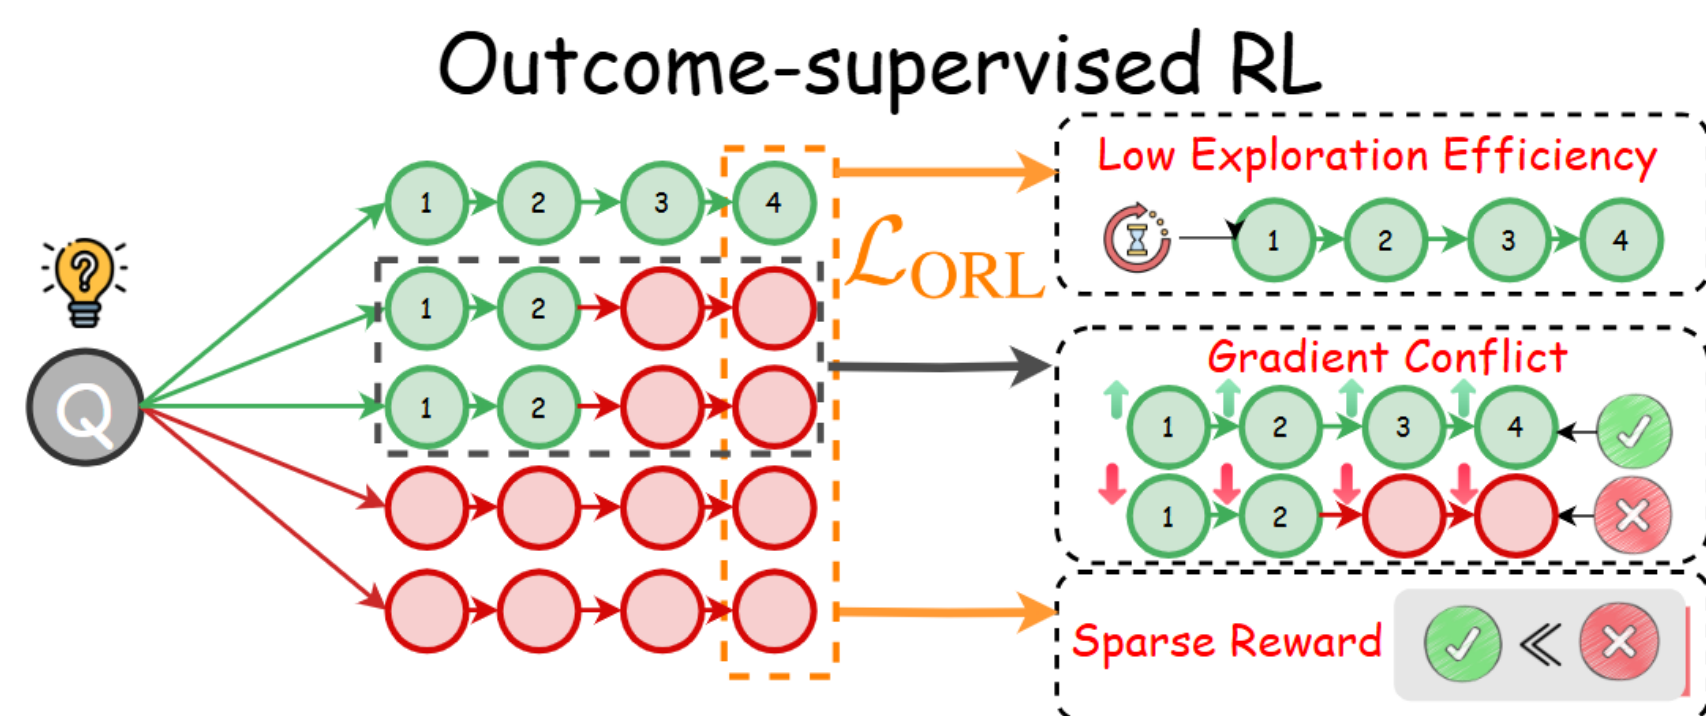 Outcome-supervised RL
1 2 3 4
1 2
1 2
?
Q
ℒORL
Low Exploration Efficiency
1 2 3 4
Gradient Conflict
1 2 3 4
1 2
Sparse Reward ≪